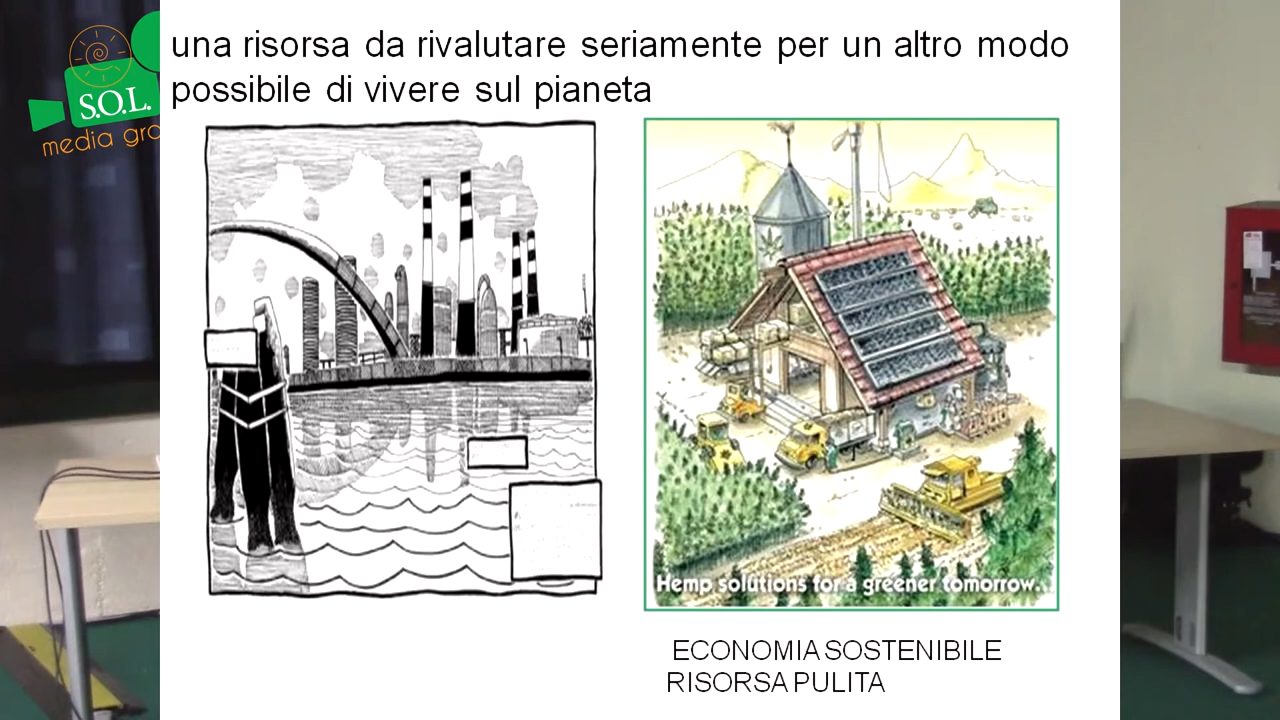 una risorsa da rivalutare seriamente per un altro modo
possibile di vivere sul pianeta
S.O.L.
media gro
Hemp solutions for a greener tomorrow...
ECONOMIA SOSTENIBILE
RISORSA PULITA